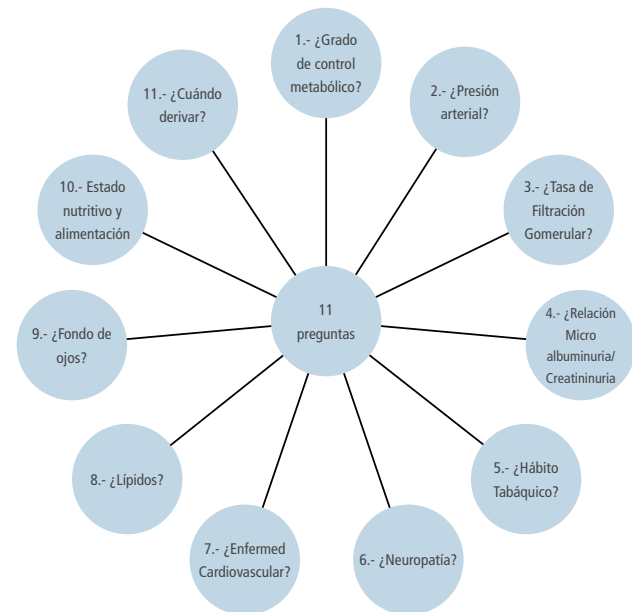 1.- ¿Grado
de control
metabólico?
2.- ¿Presión
arterial?
3.- ¿Tasa de
Filtración
Gomerular?
4.- ¿Relación
Micro
albuminuria/
Creatininuria
5.- ¿Hábito
Tabáquico?
6.- ¿Neuropatía?
7.- ¿Enfermed
Cardiovascular?
8.- ¿Lípidos?
9.- ¿Fondo de
ojos?
10.- Estado
nutritivo y
alimentación
11.- ¿Cuándo
derivar?
11
preguntas